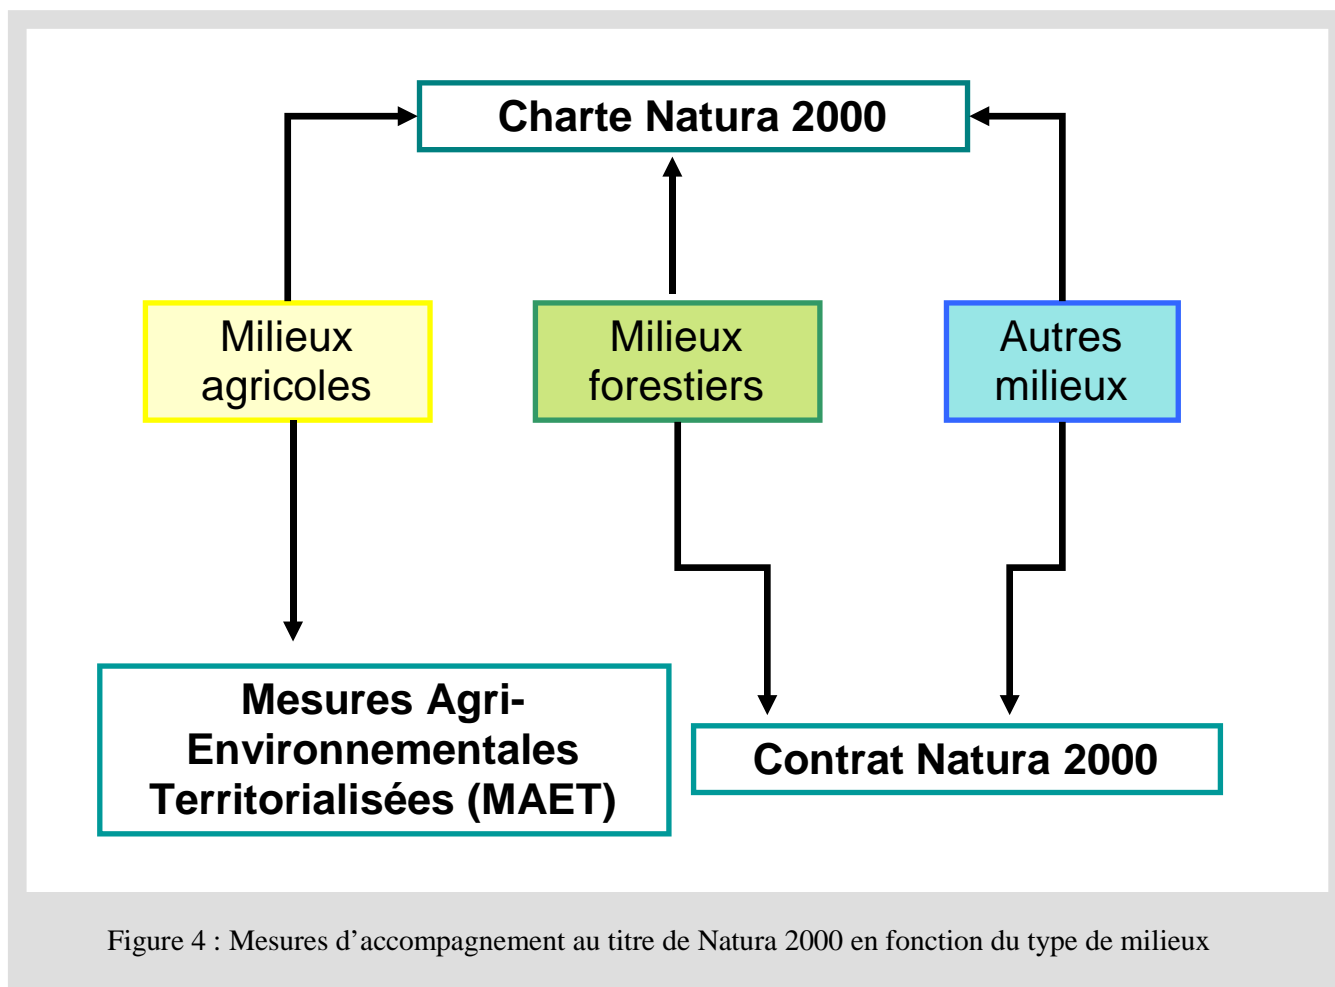 Charte Natura 2000
Milieux
agricoles
Milieux
forestiers
Autres
milieux
Mesures Agri-
Environnementales
Territorialisées (MAET)
Contrat Natura 2000
Figure 4 : Mesures d’accompagnement au titre de Natura 2000 en fonction du type de milieu